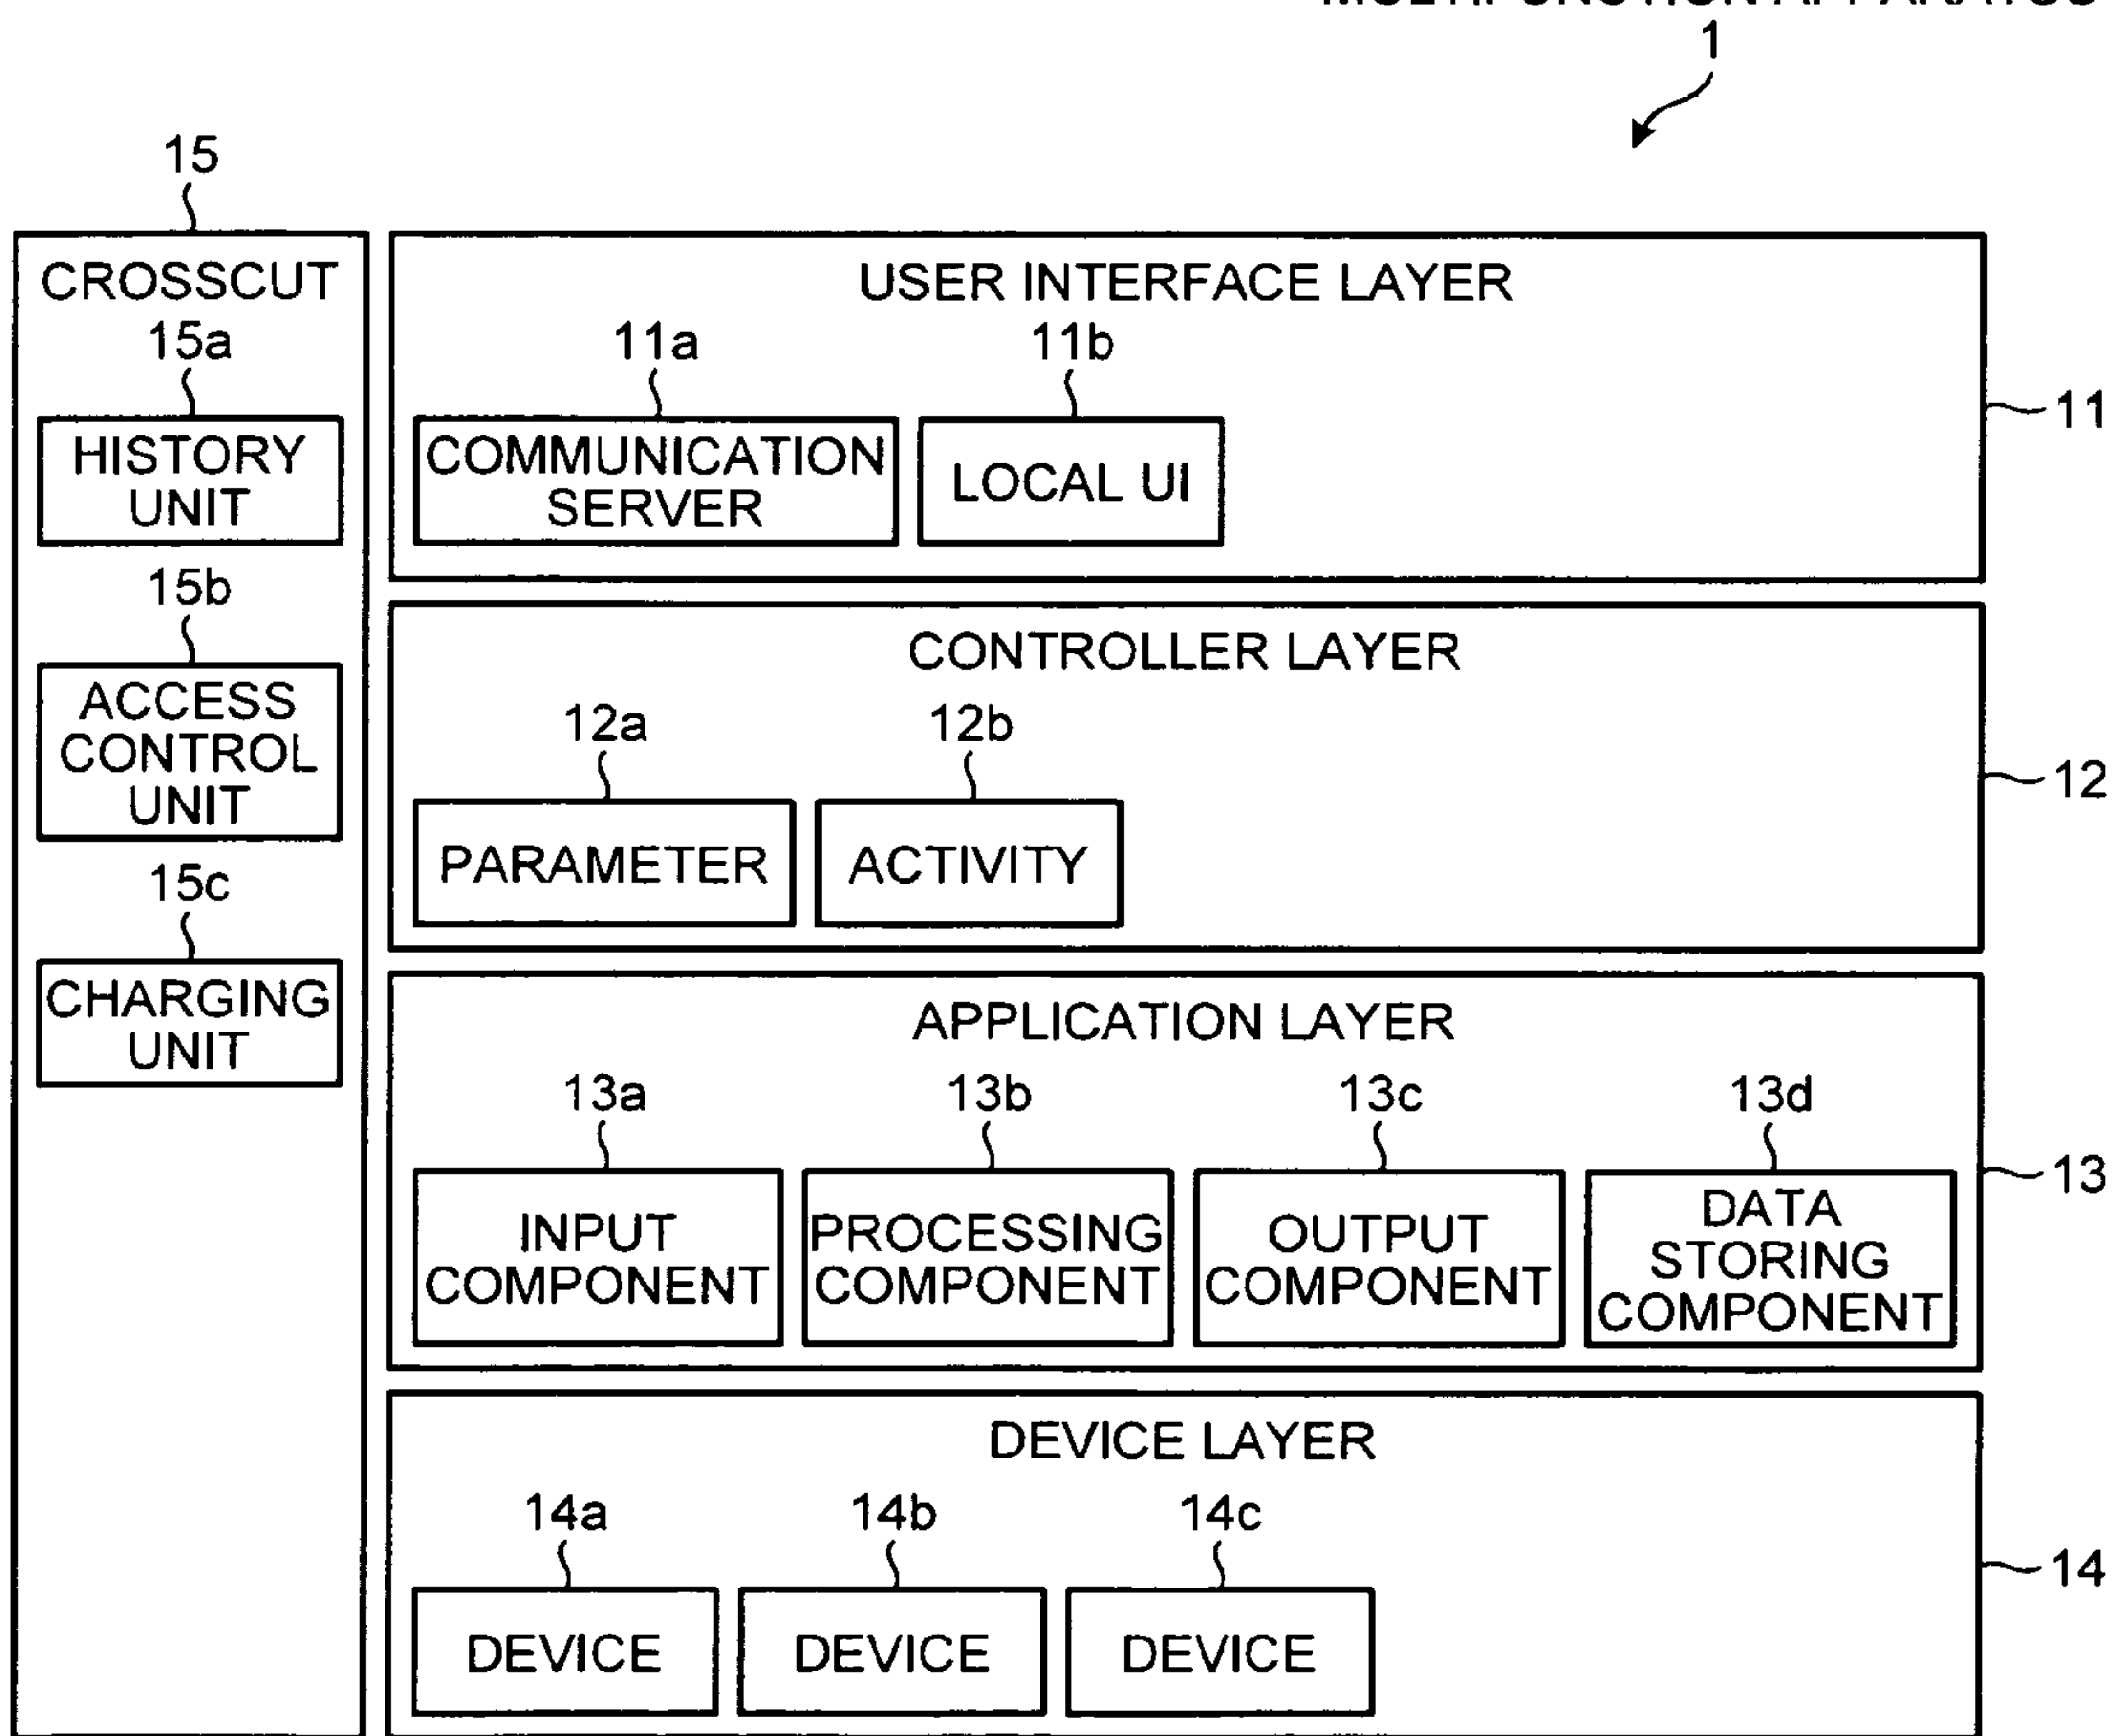 MULTIFUNCTION APPARATUS
1
15
CROSSCUT
15a
HISTORY
UNIT
15b
ACCESS
CONTROL
UNIT
15c
CHARGING
UNIT
USER INTERFACE LAYER
11a
11b
COMMUNICATION
SERVER
LOCAL UI
11
CONTROLLER LAYER
12a
12b
PARAMETER
ACTIVITY
12
APPLICATION LAYER
13a
13b
13c
13d
INPUT
COMPONENT
PROCESSING
COMPONENT
OUTPUT
COMPONENT
DATA
STORING
COMPONENT
13
DEVICE LAYER
14a
14b
14c
DEVICE
DEVICE
DEVICE
14